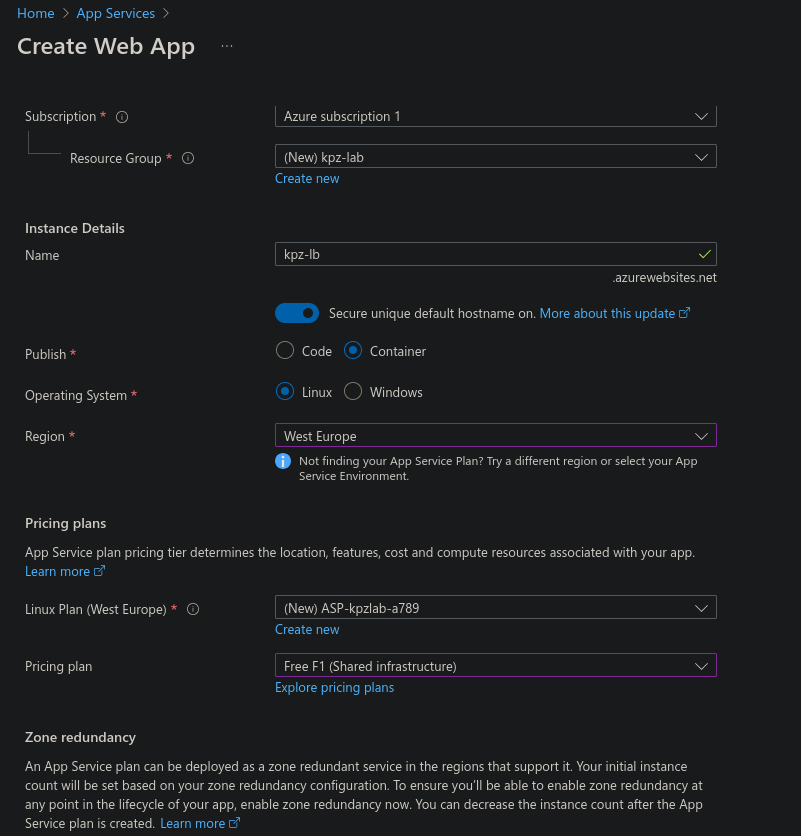 Home > App Services >
Create Web App ...
Subscription * Azure subscription 1
Resource Group * (New) kpz-lab
Create new
Instance Details
Name kpz-lb
.azurewebsites.net
Secure unique default hostname on. More about this update
Publish * Code Container
Operating System * Linux Windows
Region * West Europe
Not finding your App Service Plan? Try a different region or select your App
Service Environment.
Pricing plans
App Service plan pricing tier determines the location, features, cost and compute resources associated with your app.
Learn more
Linux Plan (West Europe) * (New) ASP-kpzlab-a789
Create new
Pricing plan Free F1 (Shared infrastructure)
Explore pricing plans
Zone redundancy
An App Service plan can be deployed as a zone redundant service in the regions that support it. Your initial instance
count will be set based on your zone redundancy configuration. To ensure you'll be able to enable zone redundancy at
any point in the lifecycle of your app, enable zone redundancy now. You can decrease the instance count after the App
Service plan is created. Learn more